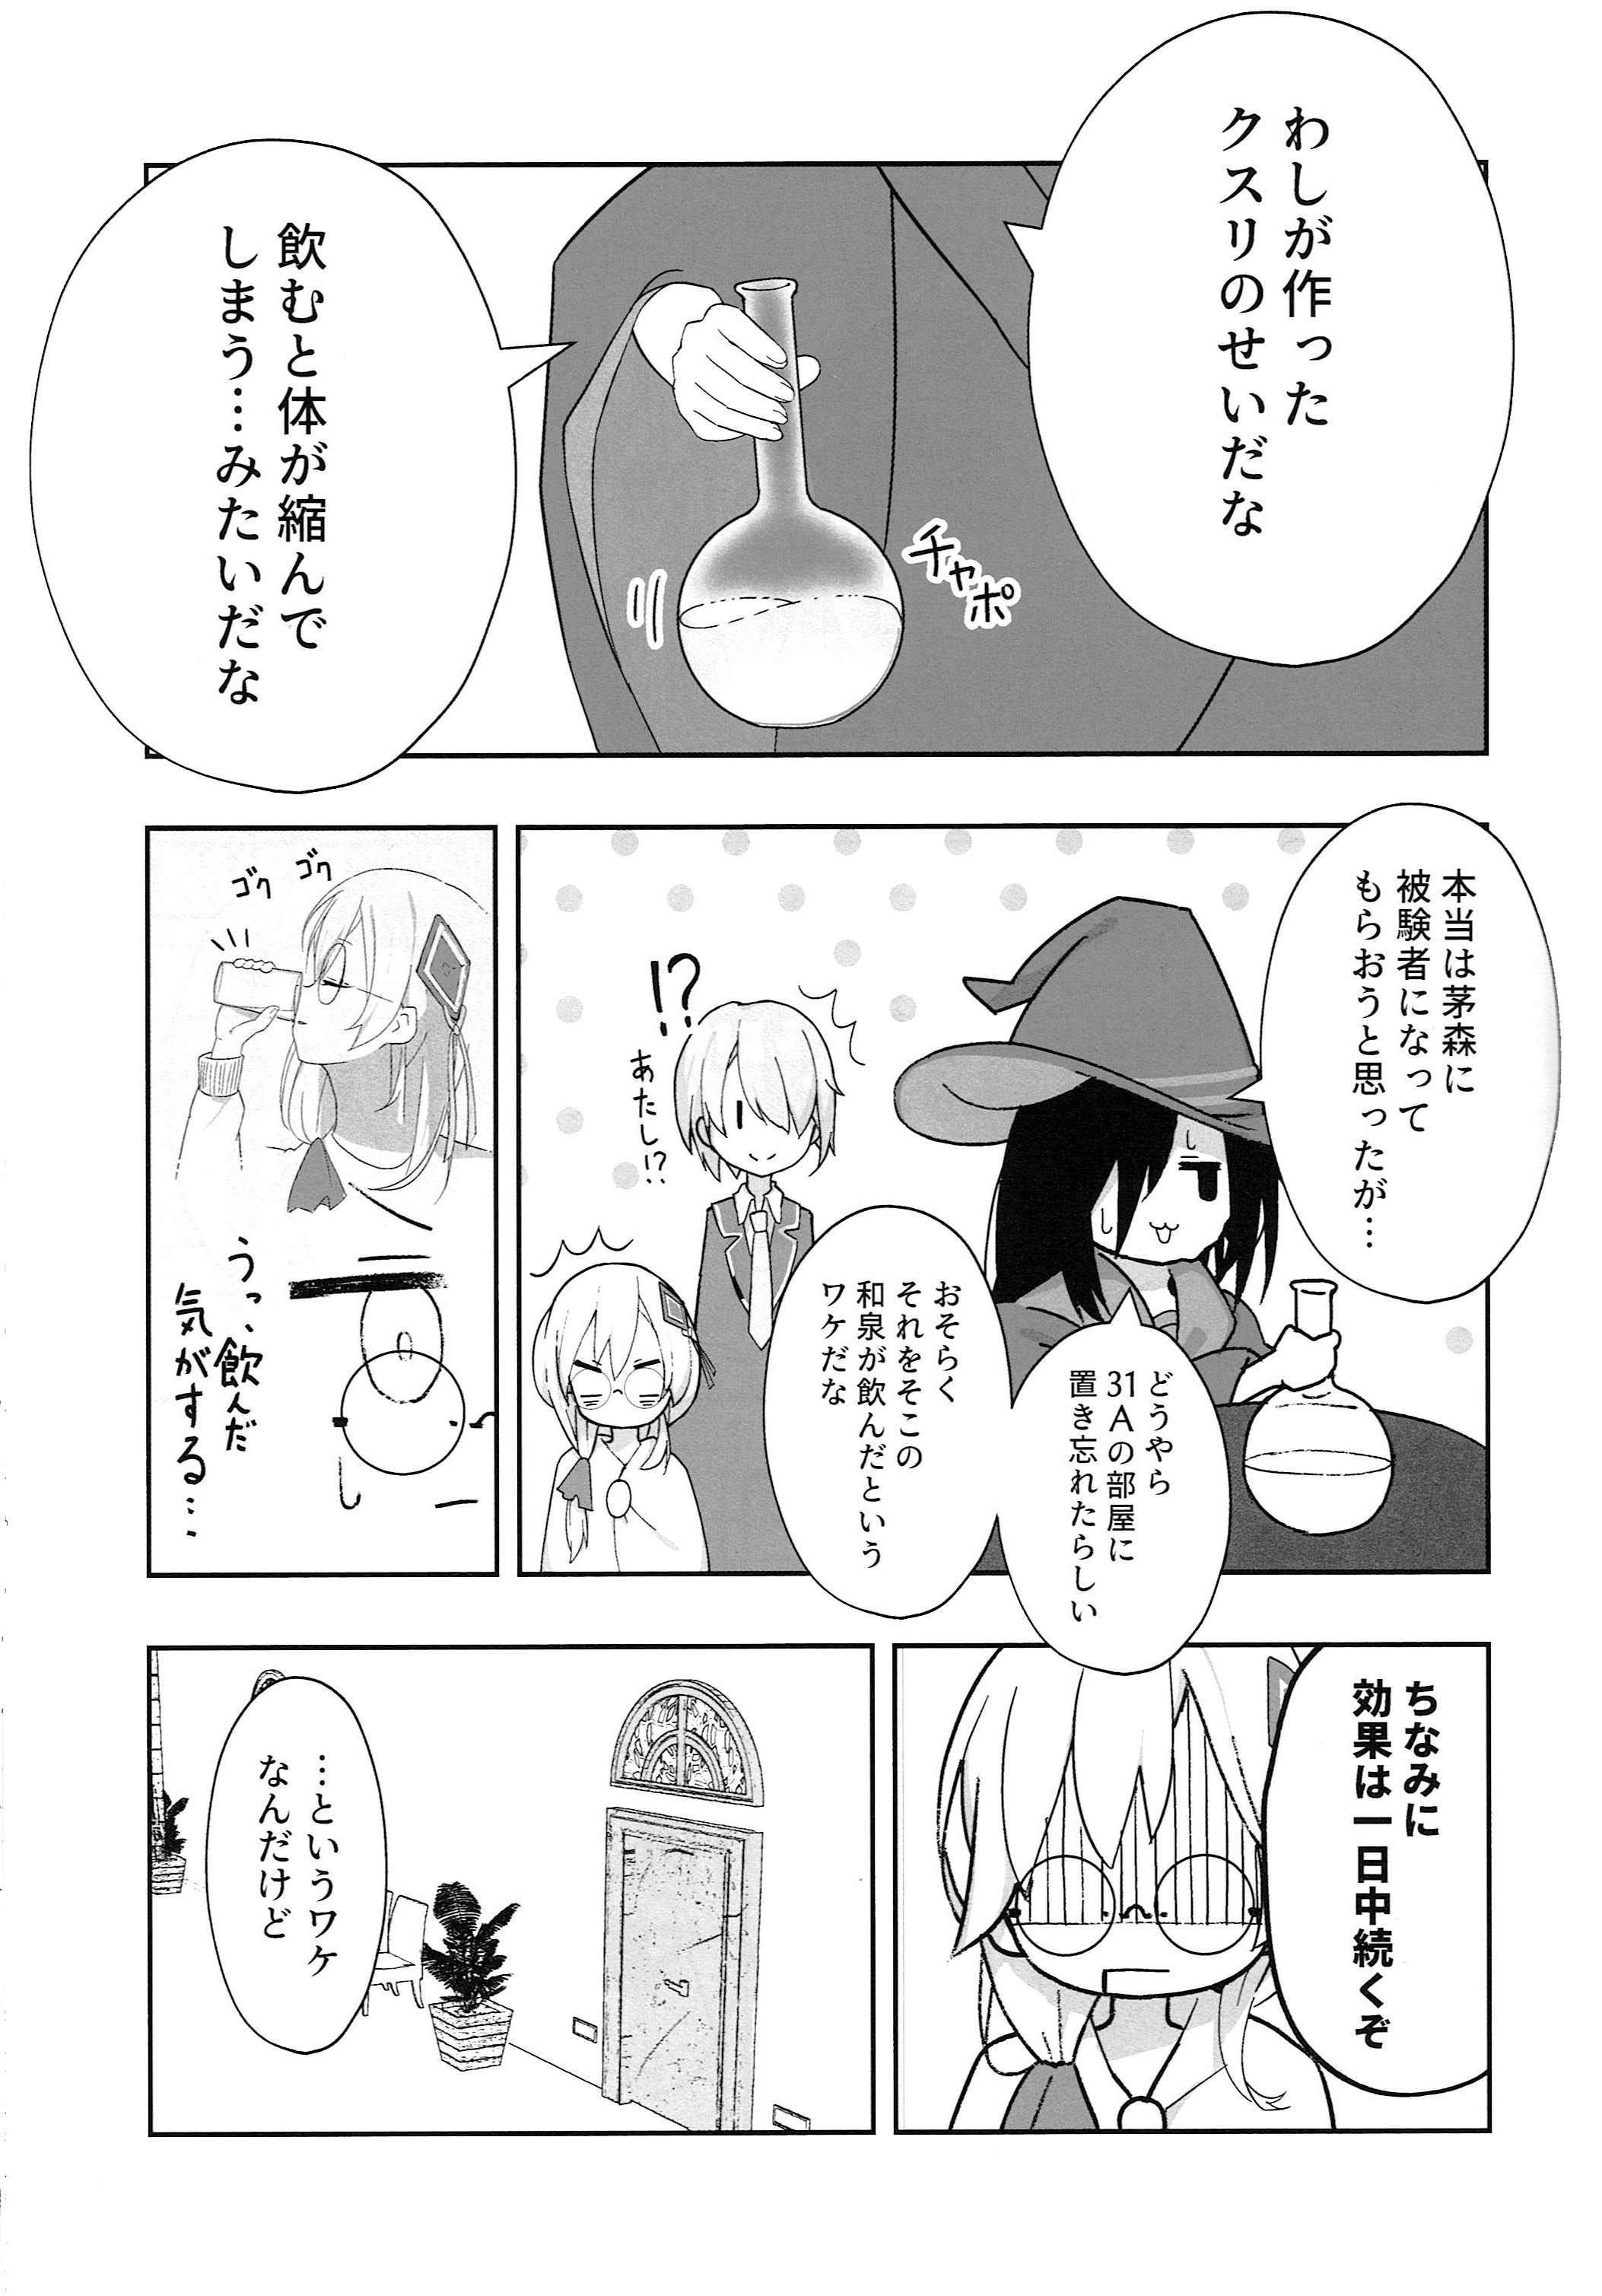 わしが作った
クスリのせいだな
チャポ
飲むと体が縮んで
しまう…みたいだな
本当は茅森に
被験者になって
もらおうと思ったが…
どうやら
31Aの部屋に
置き忘れたらしい
!?
あたし!?
おそらく
それをそこの
和泉が飲んだという
ワケだな
ゴク
ゴク
うっ、飲んだ
気がする…
ちなみに
効果は一日中続くぞ
…というワケ
なんだけど